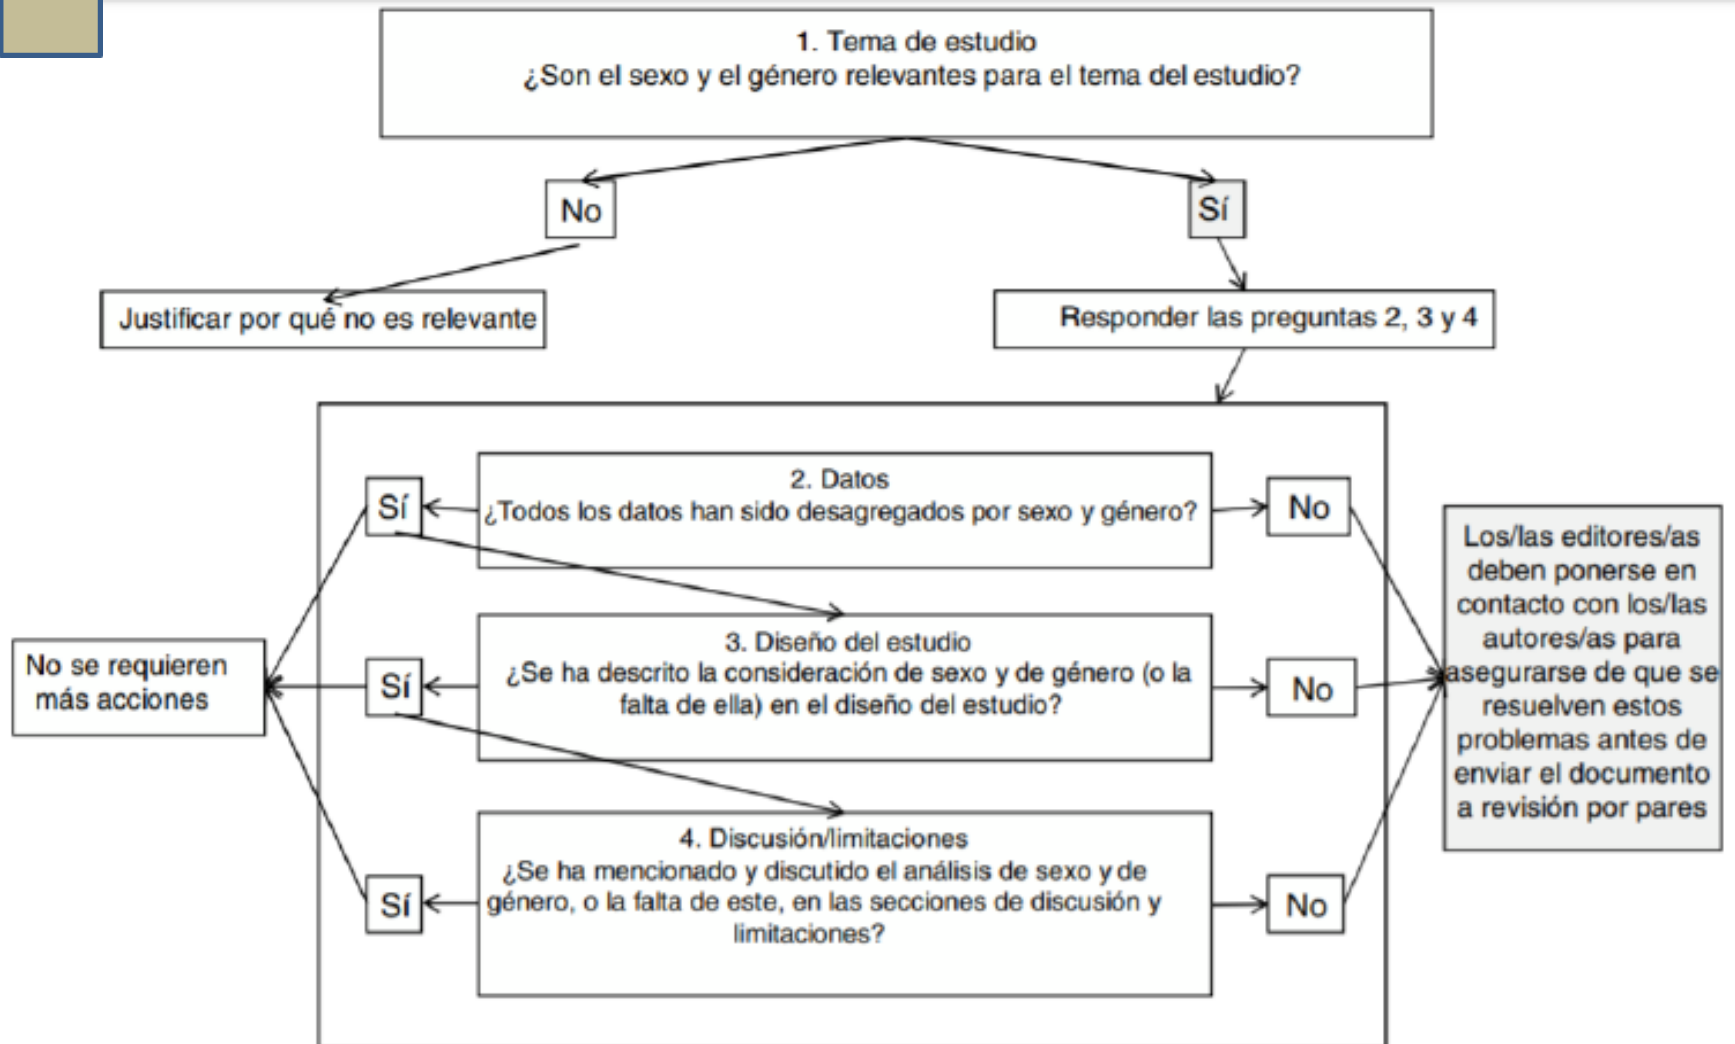 1. Tema de estudio
¿Son el sexo y el género relevantes para el tema del estudio?
No
Sí
Justificar por qué no es relevante
Responder las preguntas 2, 3 y 4
2. Datos
¿Todos los datos han sido desagregados por sexo y género?
Sí
No
3. Diseño del estudio
¿Se ha descrito la consideración de sexo y de género (o la
falta de ella) en el diseño del estudio?
Sí
No
4. Discusión/limitaciones
¿Se ha mencionado y discutido el análisis de sexo y de
género, o la falta de este, en las secciones de discusión y
limitaciones?
Sí
No
No se requieren
más acciones
Los/las editores/as
deben ponerse en
contacto con los/las
autores/as para
asegurarse de que se
resuelven estos
problemas antes de
enviar el documento
a revisión por pares